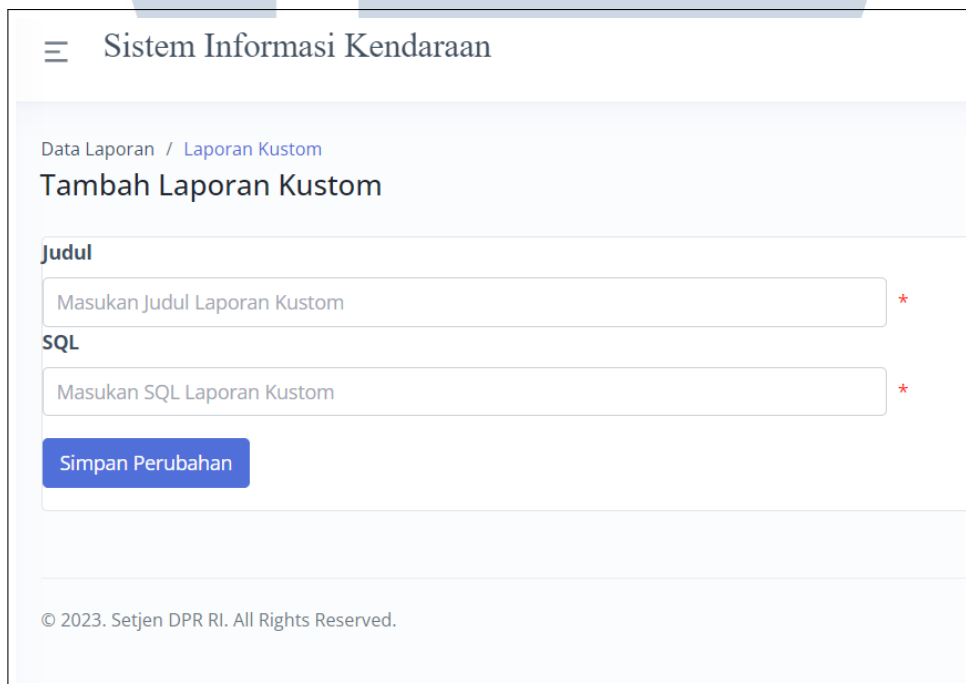 Sistem Informasi Kendaraan
Data Laporan / Laporan Kustom
Tambah Laporan Kustom
Judul
Masukan Judul Laporan Kustom *
SQL
Masukan SQL Laporan Kustom *
Simpan Perubahan
© 2023. Setjen DPR RI. All Rights Reserved.